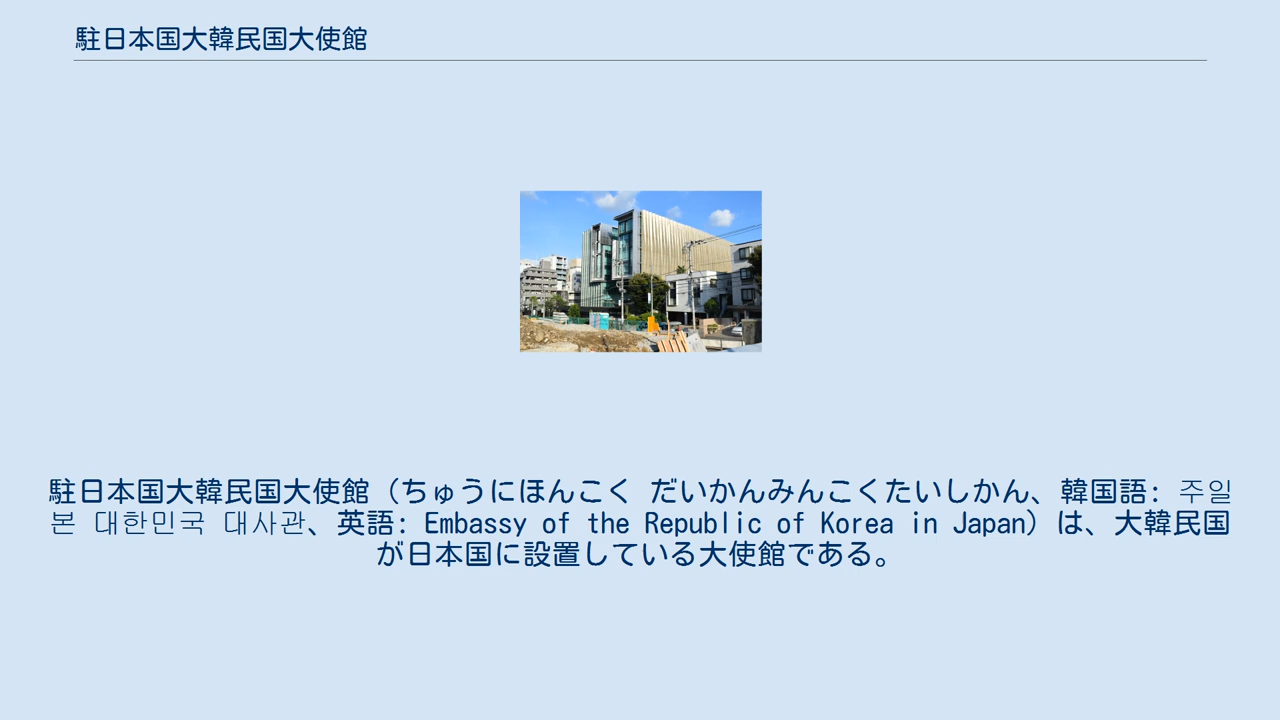 駐日本国大韓民国大使館
駐日本国大韓民国大使館（ちゅうにほんこく だいかんみんこくたいしかん、韓国語: 주일
본 대한민국 대사관、英語: Embassy of the Republic of Korea in Japan）は、大韓民国
が日本国に設置している大使館である。